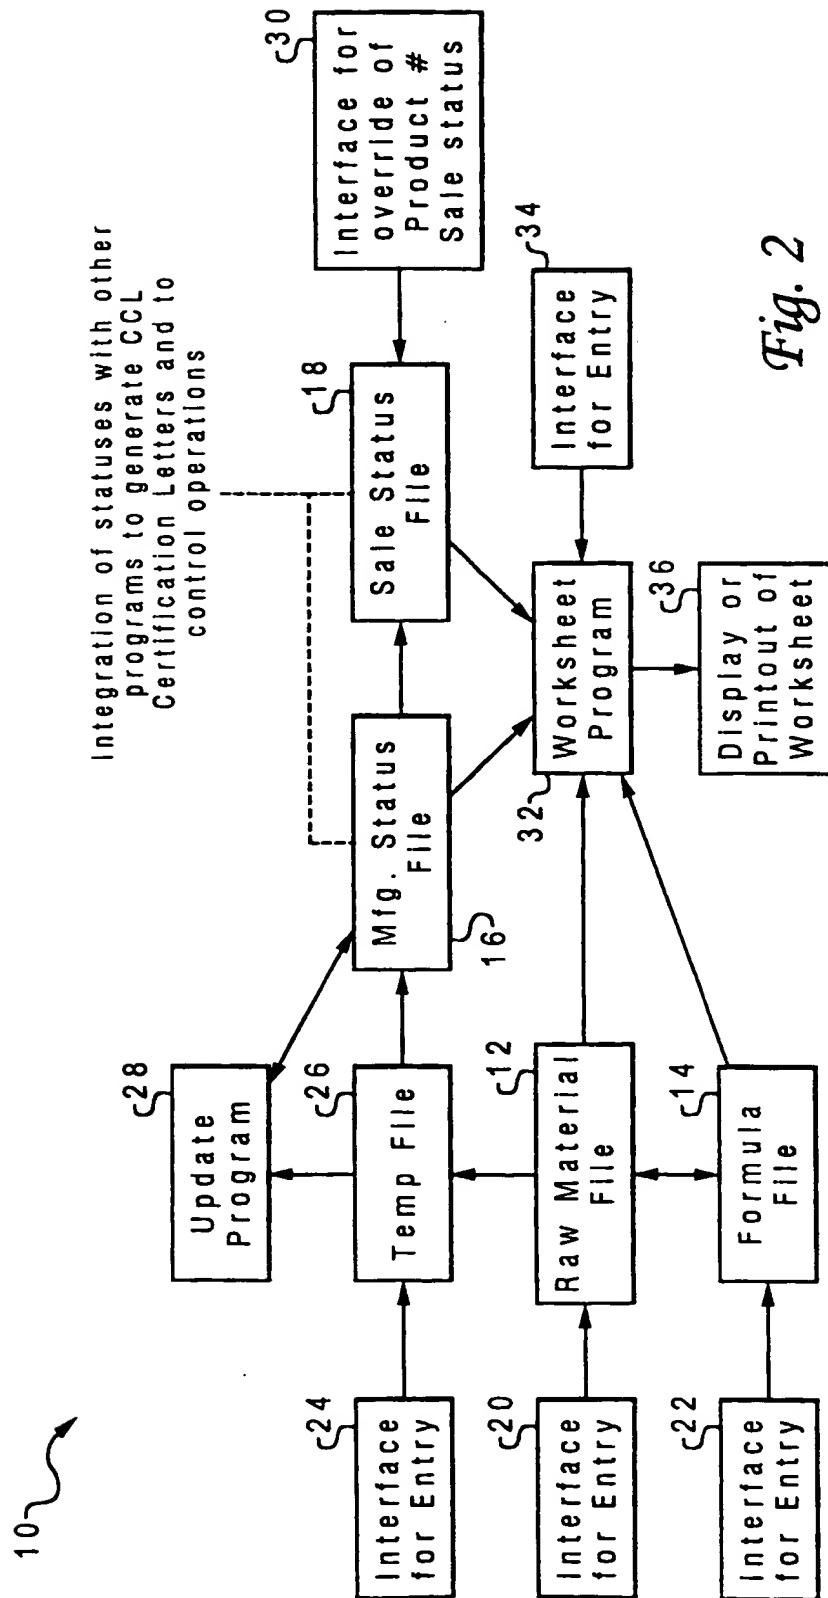 10
Integration of statuses with other
programs to generate CCL
Certification Letters and to
control operations
28
Update
Program
30
Interface for
override of
Product #
Sale status
24
Interface
for Entry
26
Temp File
16
Mfg. Status
File
18
Sale Status
File
20
Interface
for Entry
12
Raw Material
File
32
Worksheet
Program
34
Interface
for Entry
22
Interface
for Entry
14
Formula
File
36
Display or
Printout of
Worksheet
Fig. 2